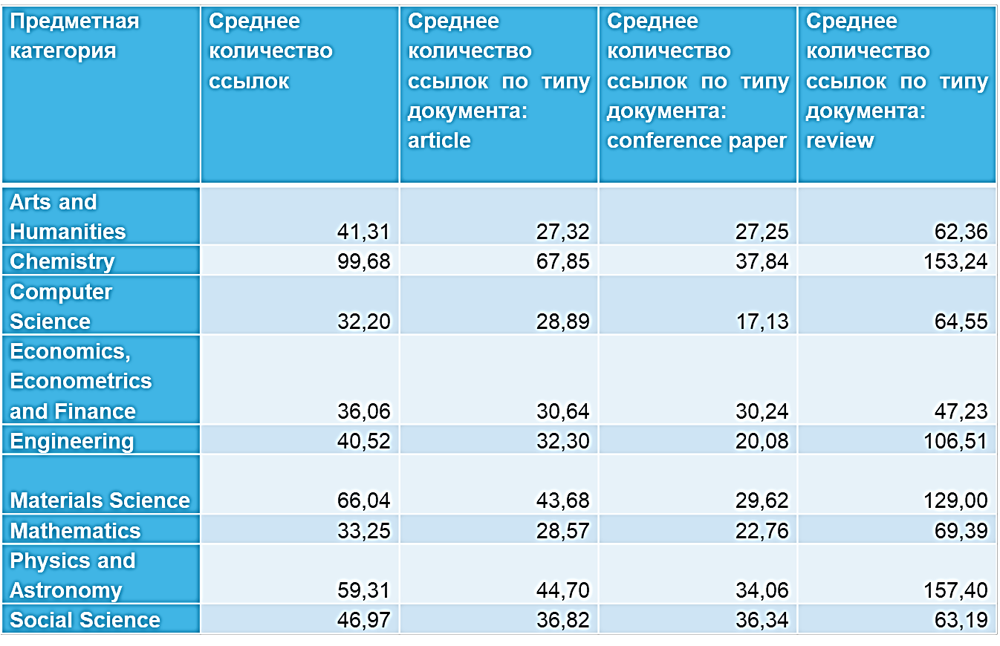 Предметная
категория
Среднее
количество
ссылок
Среднее
количество
ссылок по типу
документа:
article
Среднее
количество
ссылок по типу
документа:
conference paper
Среднее
количество
ссылок по типу
документа:
review
Arts and
Humanities 41,31 27,32 27,25 62,36
Chemistry 99,68 67,85 37,84 153,24
Computer
Science 32,20 28,89 17,13 64,55
Economics,
Econometrics
and Finance 36,06 30,64 30,24 47,23
Engineering 40,52 32,30 20,08 106,51
Materials Science 66,04 43,68 29,62 129,00
Mathematics 33,25 28,57 22,76 69,39
Physics and
Astronomy 59,31 44,70 34,06 157,40
Social Science 46,97 36,82 36,34 63,19